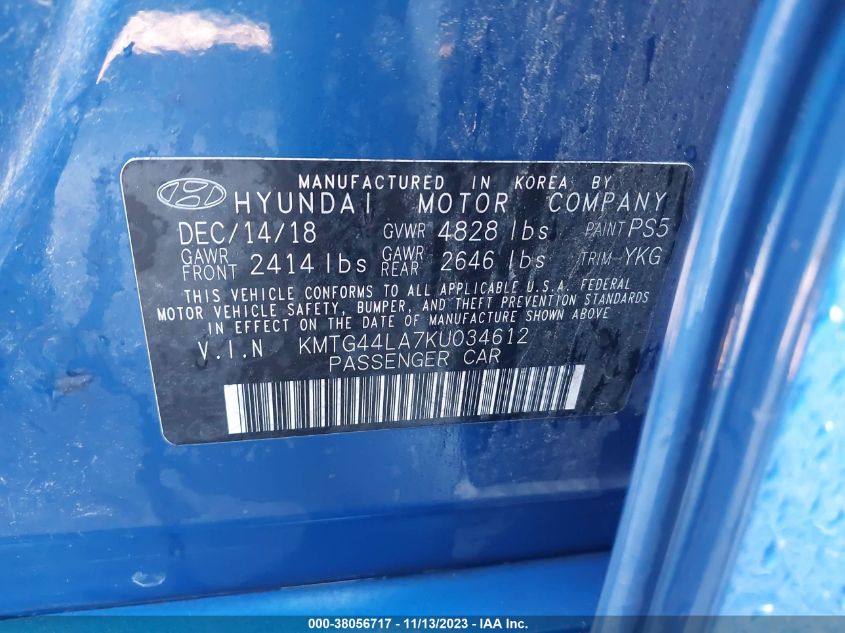 MANUFACTURED IN KOREA BY
HYUNDAI MOTOR COMPANY
DEC/14/18 GVWR 4828 lbs PAINT PS5
GAWR FRONT 2414 lbs GAWR REAR 2646 lbs TRIM YKG
THIS VEHICLE CONFORMS TO ALL APPLICABLE U.S.A. FEDERAL
MOTOR VEHICLE SAFETY, BUMPER, AND THEFT PREVENTION STANDARDS
IN EFFECT ON THE DATE OF MANUFACTURE SHOWN ABOVE
V.I.N KMTG44LA7KU034612
PASSENGER CAR
000-38056717 - 11/13/2023 - IAA Inc.